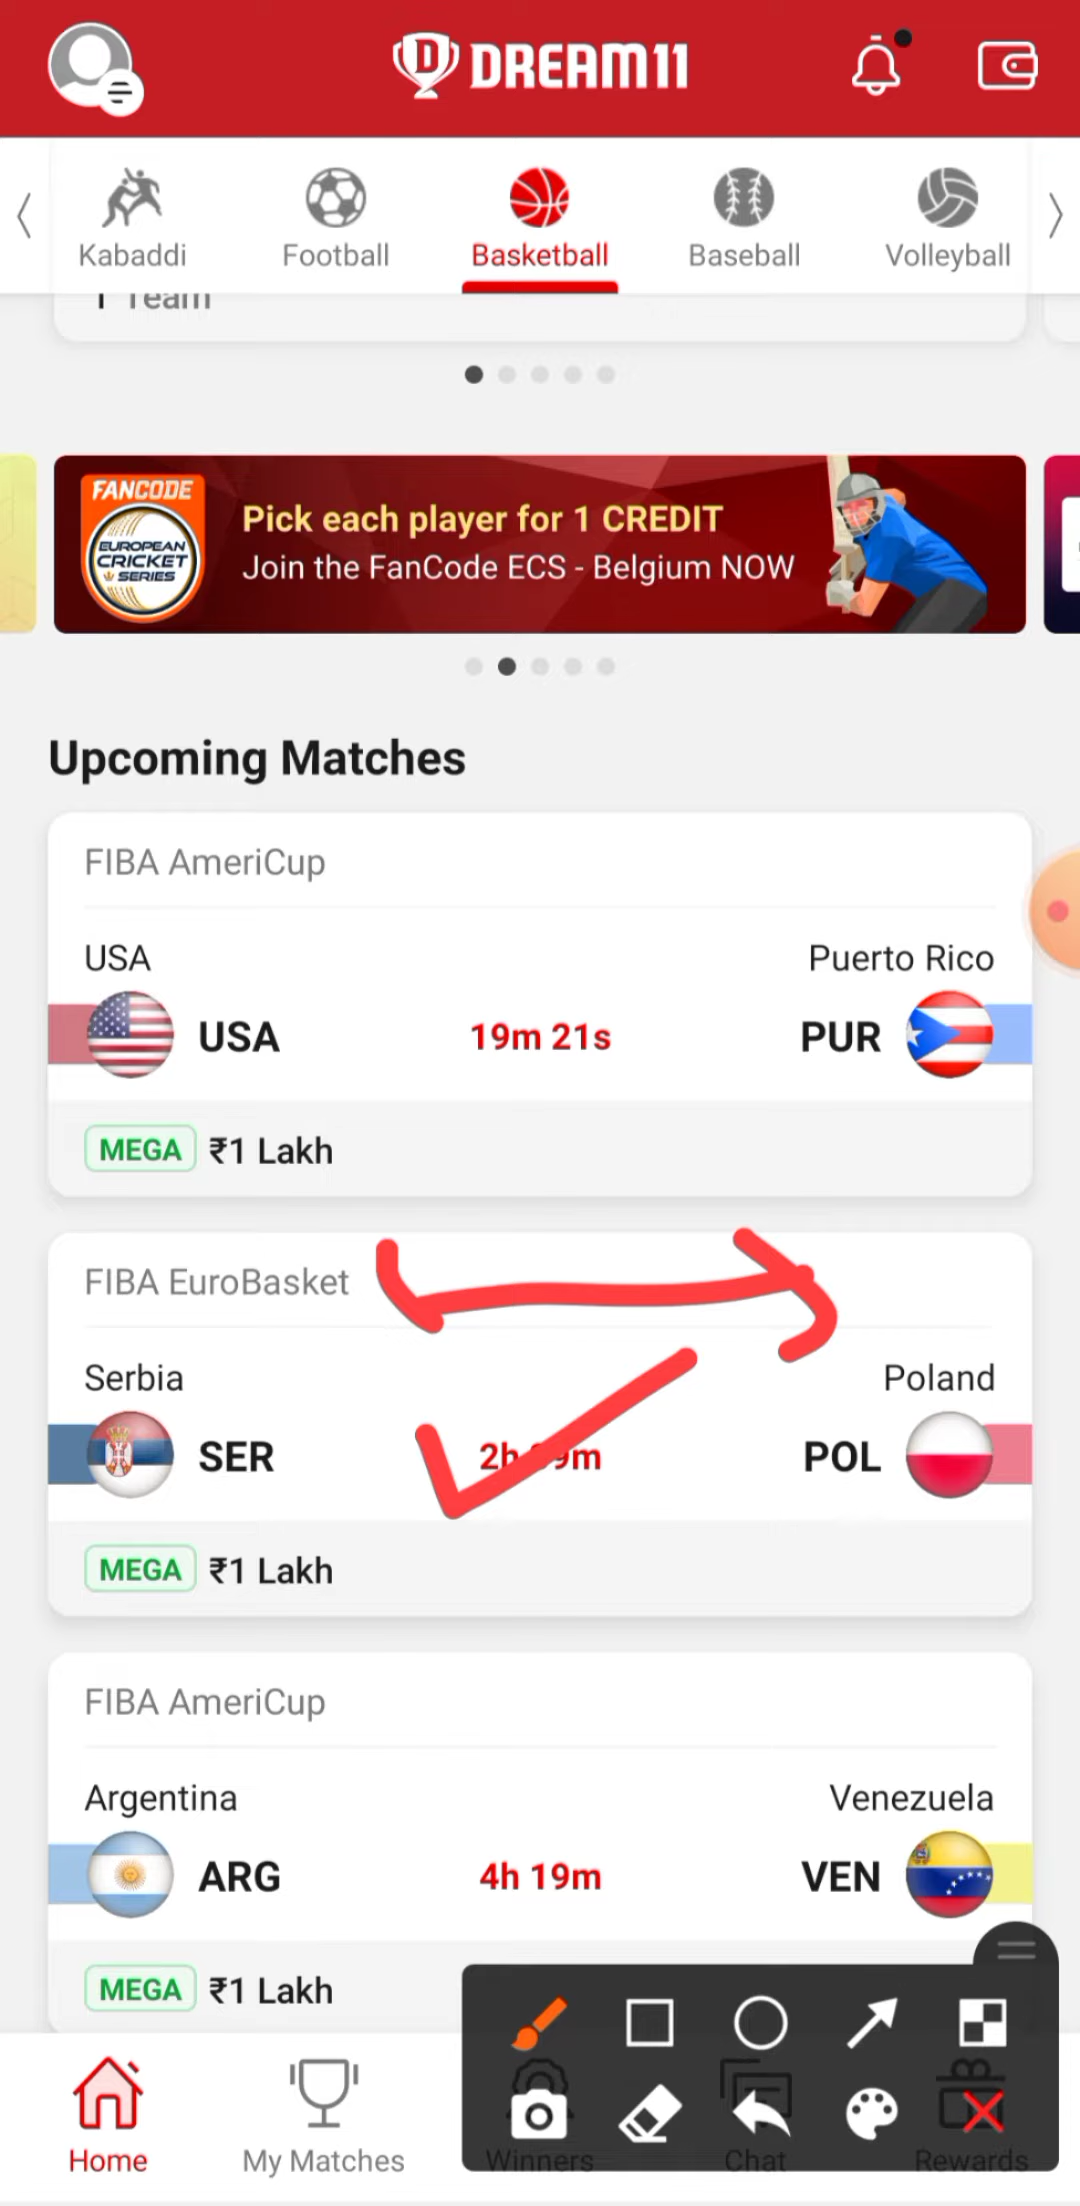 DREAM11
Kabaddi
Football
Basketball
Baseball
Volleyball
1 Team
FANCODE
EUROPEAN
CRICKET
SERIES
Pick each player for 1 CREDIT
Join the FanCode ECS - Belgium NOW
Upcoming Matches
FIBA AmeriCup
USA
Puerto Rico
USA
19m 21s
PUR
MEGA ₹1 Lakh
FIBA EuroBasket
Serbia
Poland
SER
POL
MEGA ₹1 Lakh
FIBA AmeriCup
Argentina
Venezuela
ARG
4h 19m
VEN
MEGA ₹1 Lakh
Home
My Matches
Winners
Chat
Rewards